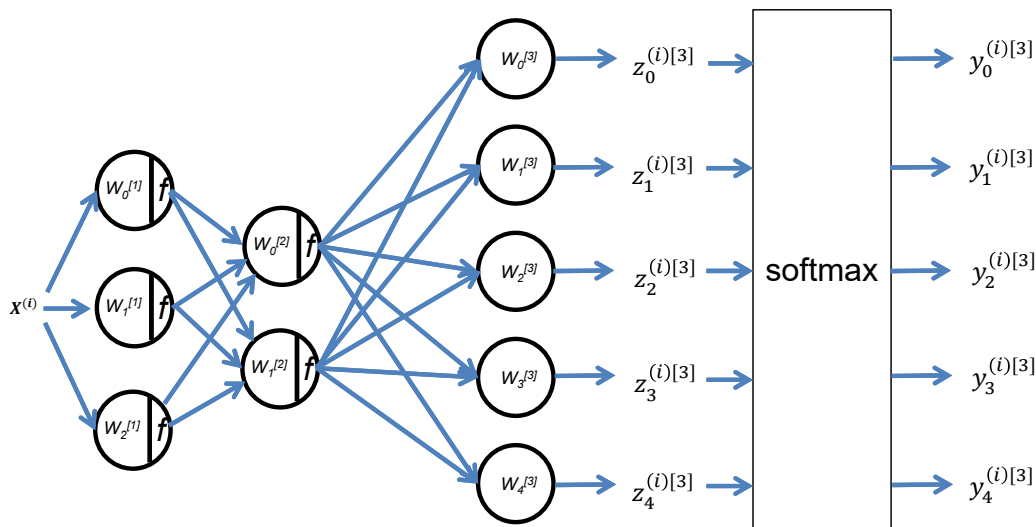 W₀[1] f
W₁[1] f
W₂[1] f
X⁽ⁱ⁾
W₀[2] f
W₁[2] f
W₀[3]
W₁[3]
W₂[3]
W₃[3]
W₄[3]
z₀^(i)[3]
z₁^(i)[3]
z₂^(i)[3]
z₃^(i)[3]
z₄^(i)[3]
softmax
y₀^(i)[3]
y₁^(i)[3]
y₂^(i)[3]
y₃^(i)[3]
y₄^(i)[3]